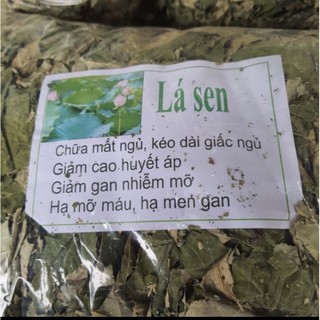 Lá sen
Chữa mất ngủ, kéo dài giấc ngủ
Giảm cao huyết áp
Giảm gan nhiễm mỡ
Hạ mỡ máu, hạ men gan